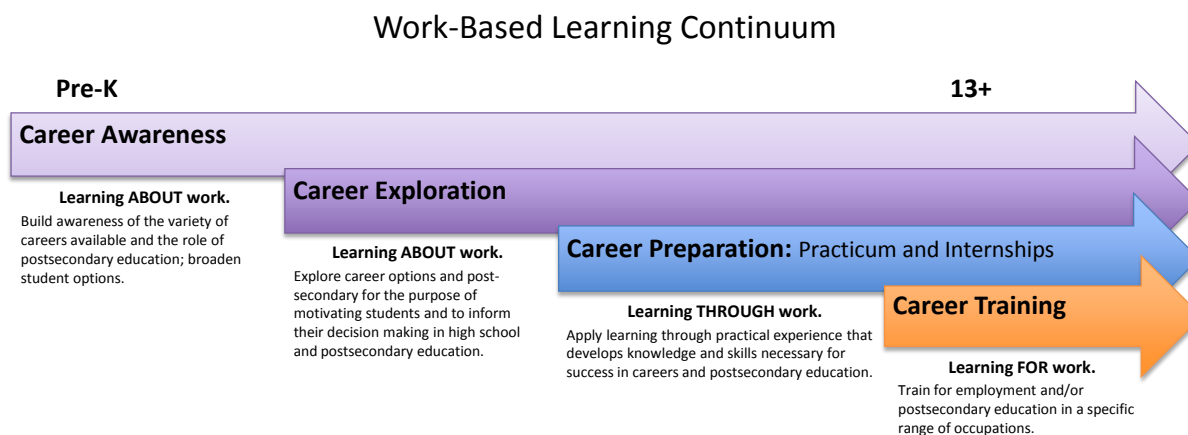 Work-Based Learning Continuum
Pre-K
13+
Career Awareness
Learning ABOUT work.
Build awareness of the variety of
careers available and the role of
postsecondary education; broaden
student options.
Career Exploration
Learning ABOUT work.
Explore career options and post-
secondary for the purpose of
motivating students and to inform
their decision making in high school
and postsecondary education.
Career Preparation: Practicum and Internships
Learning THROUGH work.
Apply learning through practical experience that
develops knowledge and skills necessary for
success in careers and postsecondary education.
Career Training
Learning FOR work.
Train for employment and/or
postsecondary education in a specific
range of occupations.